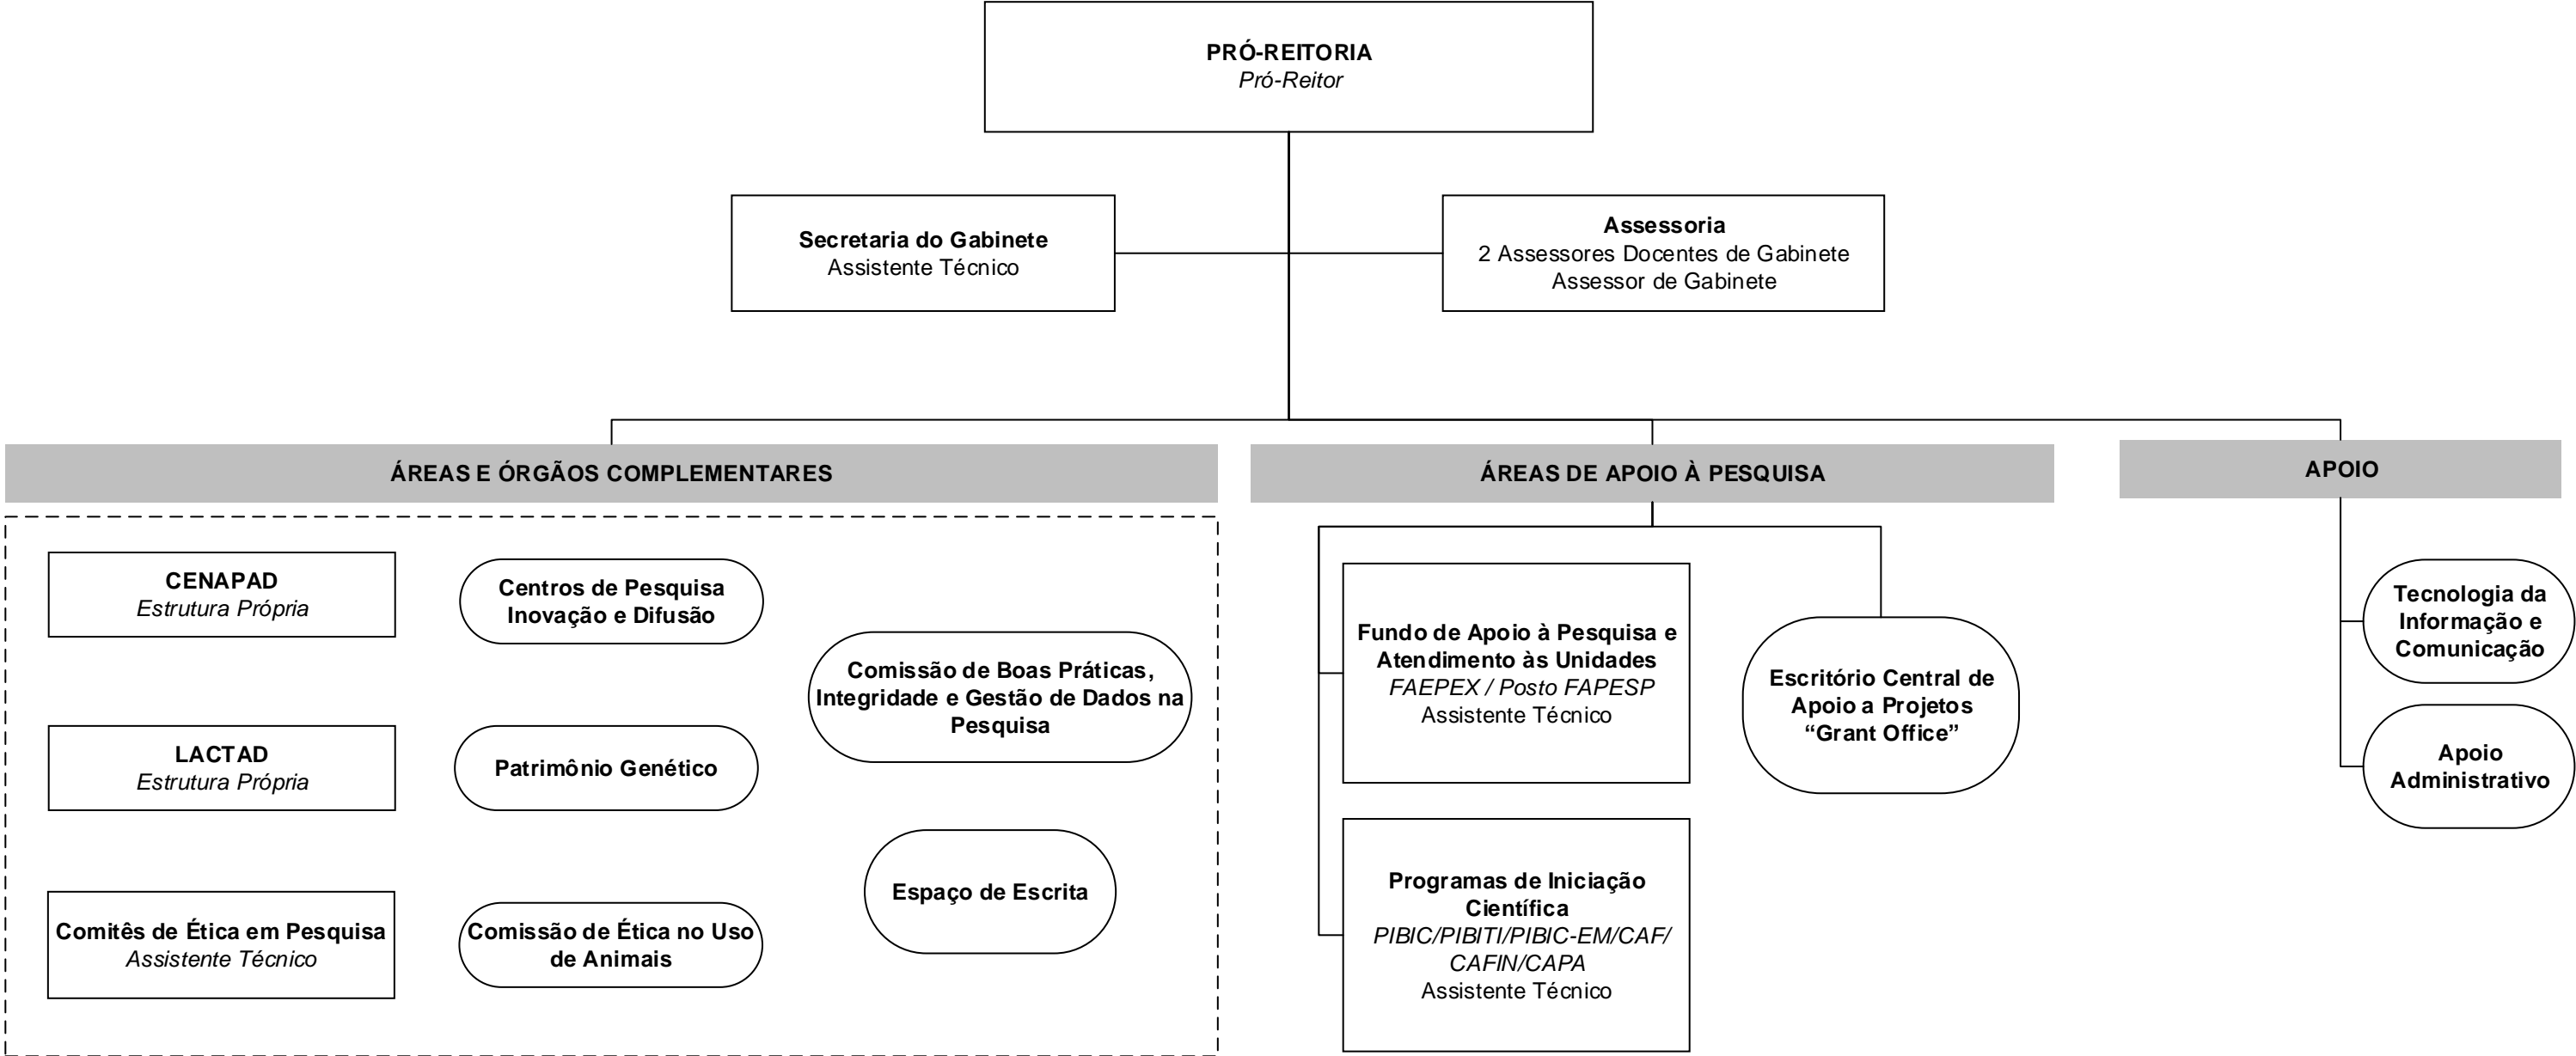 PRÓ-REITORIA
Pró-Reitor
Secretaria do Gabinete
Assistente Técnico
Assessoria
2 Assessores Docentes de Gabinete
Assessor de Gabinete
ÁREAS E ÓRGÃOS COMPLEMENTARES
CENAPAD
Estrutura Própria
LACTAD
Estrutura Própria
Comitês de Ética em Pesquisa
Assistente Técnico
Centros de Pesquisa
Inovação e Difusão
Patrimônio Genético
Comissão de Ética no Uso
de Animais
Comissão de Boas Práticas,
Integridade e Gestão de Dados na
Pesquisa
Espaço de Escrita
ÁREAS DE APOIO À PESQUISA
Fundo de Apoio à Pesquisa e
Atendimento às Unidades
FAEPEX / Posto FAPESP
Assistente Técnico
Programas de Iniciação
Científica
PIBIC/PIBITI/PIBIC-EM/CAF/
CAFIN/CAPA
Assistente Técnico
Escritório Central de
Apoio a Projetos
“Grant Office”
APOIO
Tecnologia da
Informação e
Comunicação
Apoio
Administrativo